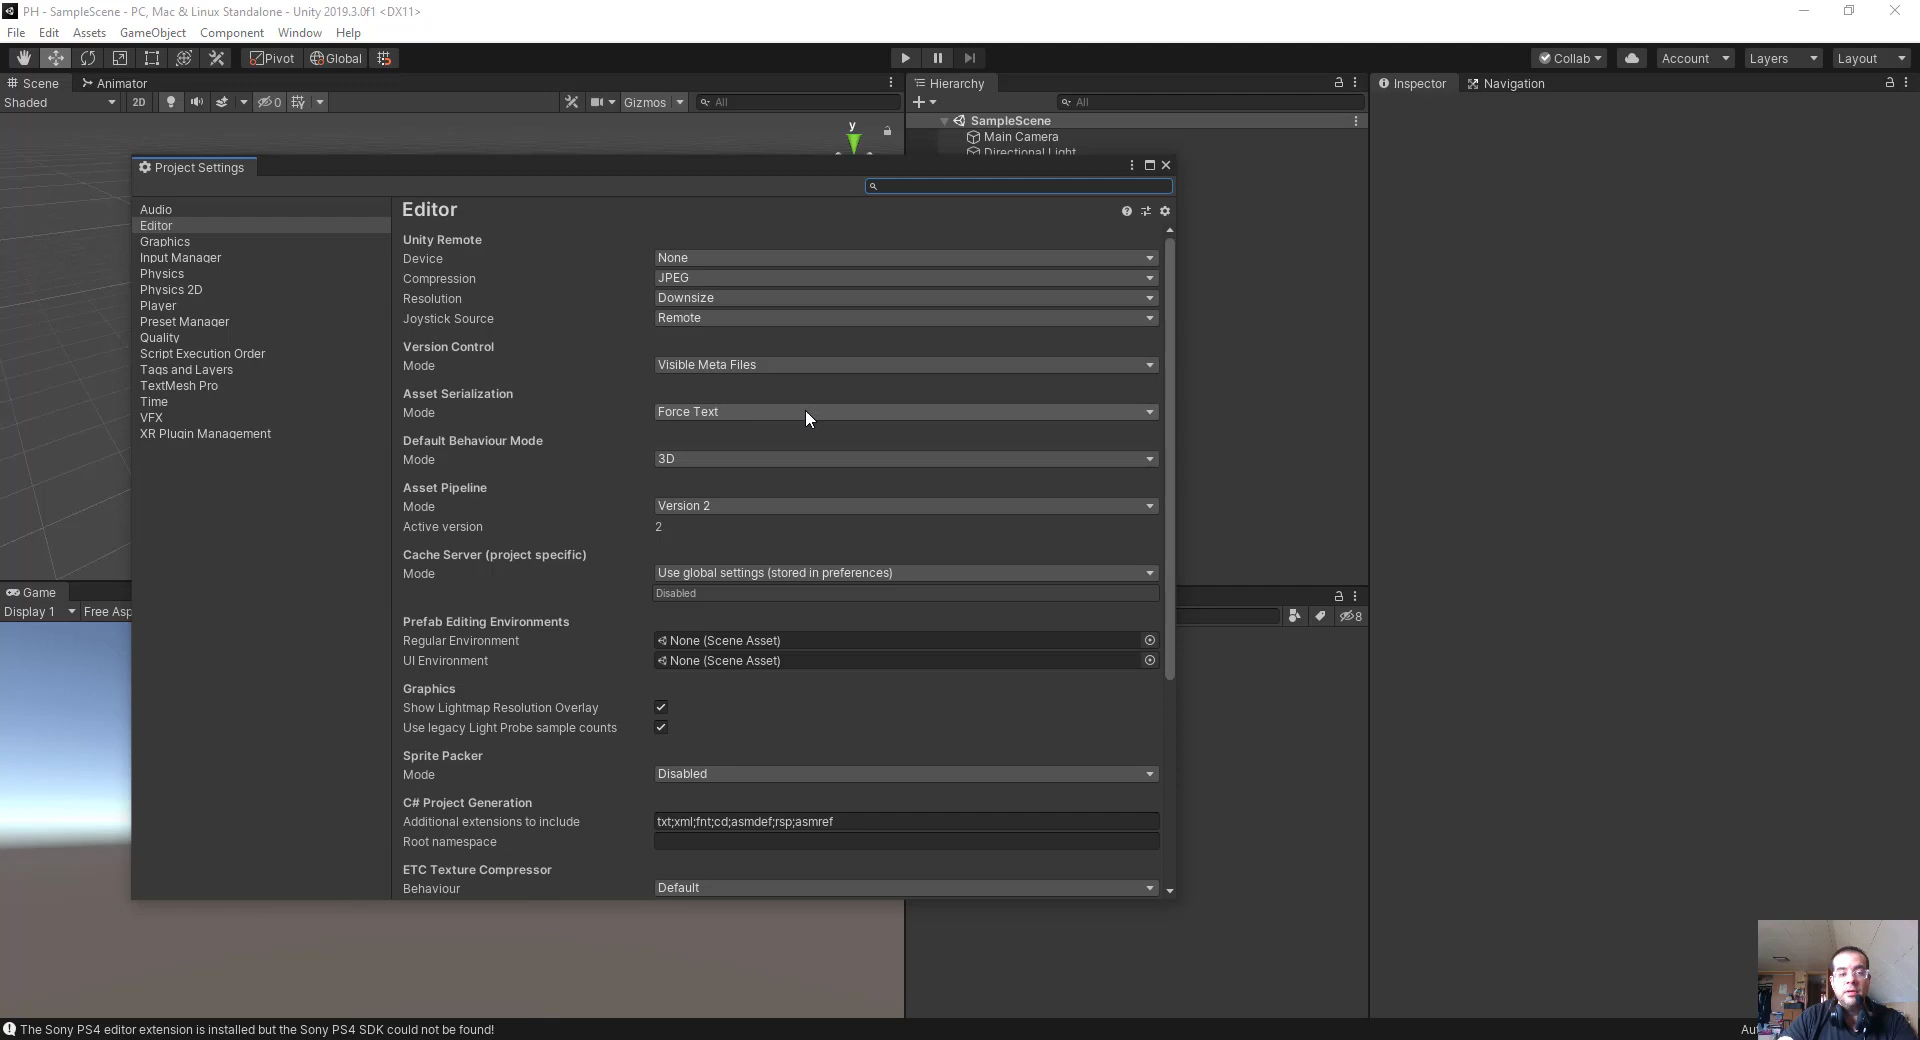 PH - SampleScene - PC, Mac & Linux Standalone - Unity 2019.3.0f1 <DX11>
File Edit Assets GameObject Component Window Help
Pivot Global Collab Account Layers Layout
Scene Animator Hierarchy Inspector Navigation
Shaded 2D 0 Gizmos All All
SampleScene
y
Main Camera
Directional Light
Project Settings
Audio
Editor
Graphics
Input Manager
Physics
Physics 2D
Player
Preset Manager
Quality
Script Execution Order
Tags and Layers
TextMesh Pro
Time
VFX
XR Plugin Management
Editor
Unity Remote
Device None
Compression JPEG
Resolution Downsize
Joystick Source Remote
Version Control
Mode Visible Meta Files
Asset Serialization
Mode Force Text
Default Behaviour Mode
Mode 3D
Asset Pipeline
Mode Version 2
Active version 2
Cache Server (project specific)
Mode Use global settings (stored in preferences)
Disabled
Prefab Editing Environments
Regular Environment None (Scene Asset)
UI Environment None (Scene Asset)
Graphics
Show Lightmap Resolution Overlay
Use legacy Light Probe sample counts
Sprite Packer
Mode Disabled
C# Project Generation
Additional extensions to include txt;xml;fnt;cd;asmdef;rsp;asmref
Root namespace
ETC Texture Compressor
Behaviour Default
Game
Display 1 Free Asp
8
The Sony PS4 editor extension is installed but the Sony PS4 SDK could not be found!
Au